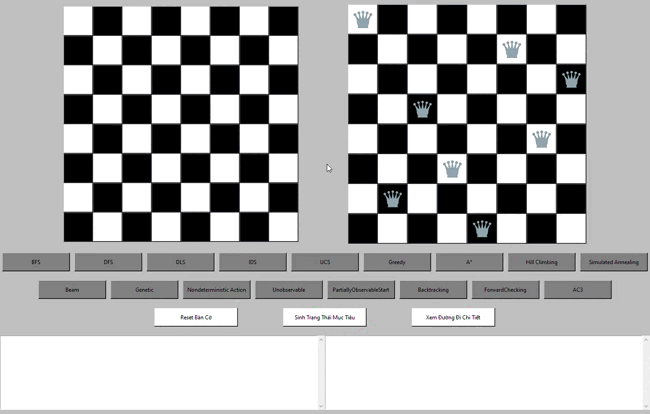 BFS DFS DLS IDS UCS Greedy A* Hill Climbing Simulated Annealing
Beam Genetic Nondeterministic Action Unobservable PartiallyObservableStart Backtracking ForwardChecking AC3
Reset Bàn Cờ Sinh Trạng Thái Mục Tiêu Xem Đường Đi Chi Tiết